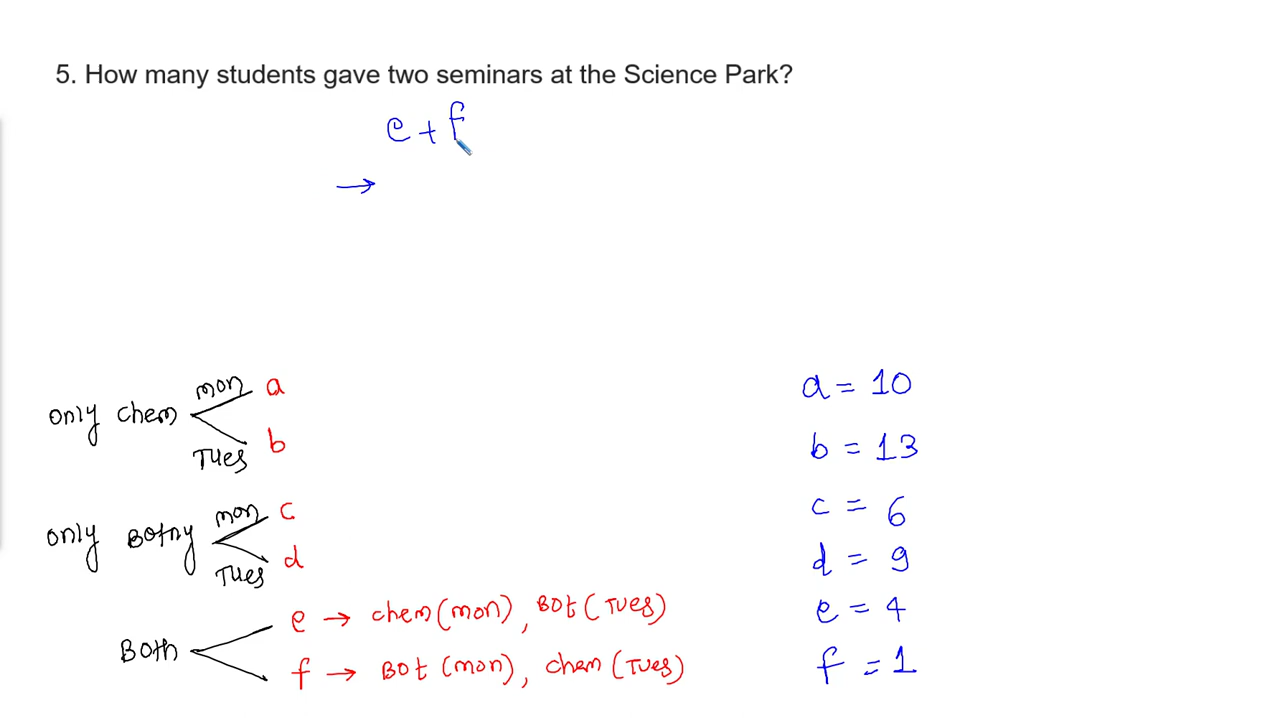 5. How many students gave two seminars at the Science Park?
e + f
→
only chem
mon a
Tues b
only Botny
mon c
Tues d
Both
e → chem (mon), Bot (Tues)
f → Bot (mon), chem (Tues)
a = 10
b = 13
c = 6
d = 9
e = 4
f = 1